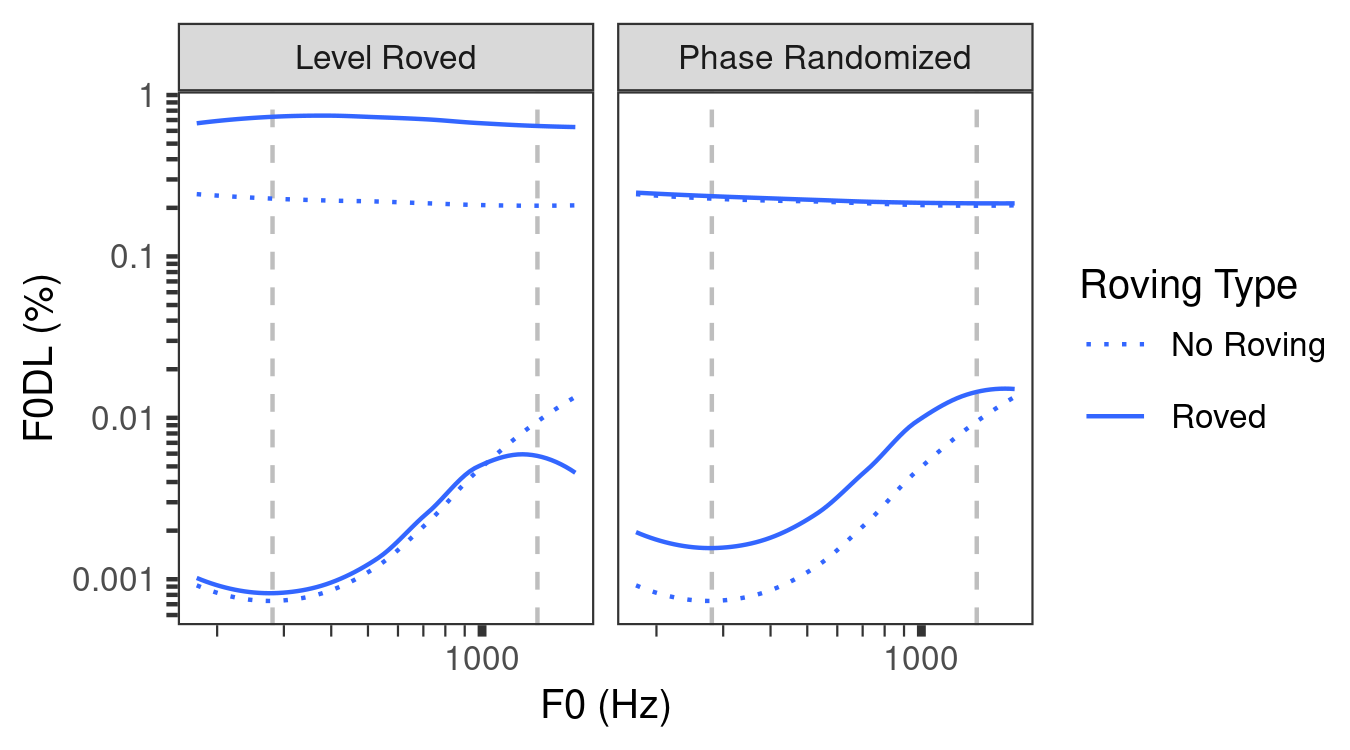 Level Roved
Phase Randomized
1
0.1
0.01
0.001
F0DL (%)
1000
1000
F0 (Hz)
Roving Type
No Roving
Roved